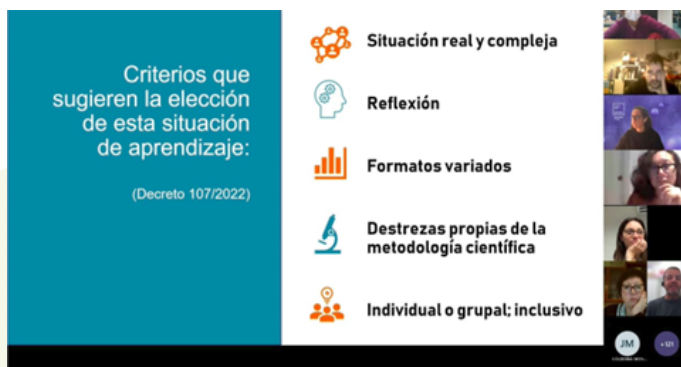 Criterios que
sugieren la elección
de esta situación
de aprendizaje:
(Decreto 107/2022)
Situación real y compleja
Reflexión
Formatos variados
Destrezas propias de la
metodología científica
Individual o grupal; inclusivo
JM